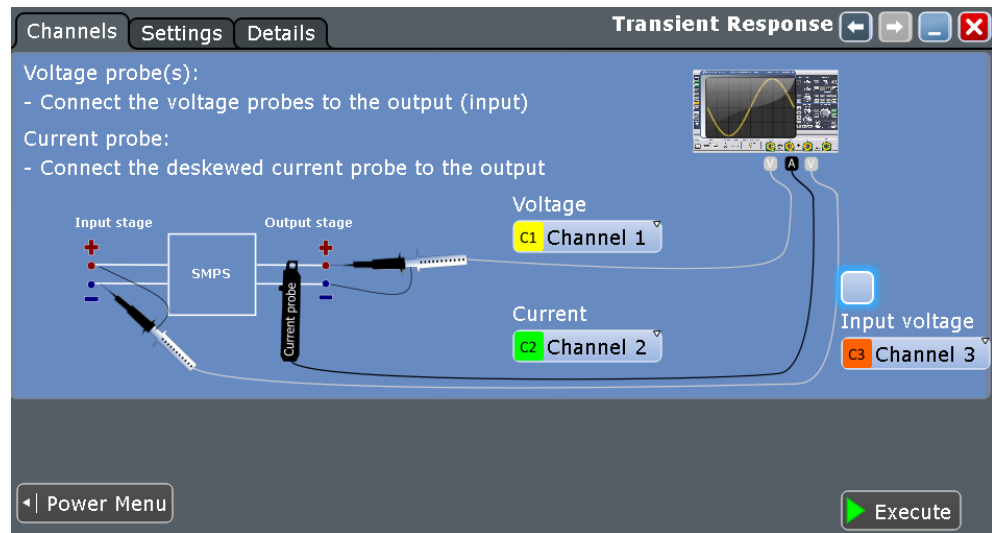 Channels Settings Details Transient Response
Voltage probe(s):
- Connect the voltage probes to the output (input)
Current probe:
- Connect the deskewed current probe to the output
V A V
Voltage
C1 Channel 1
Input stage Output stage
+ +
SMPS
- -
Current probe
Current
C2 Channel 2
Input voltage
C3 Channel 3
Power Menu
Execute